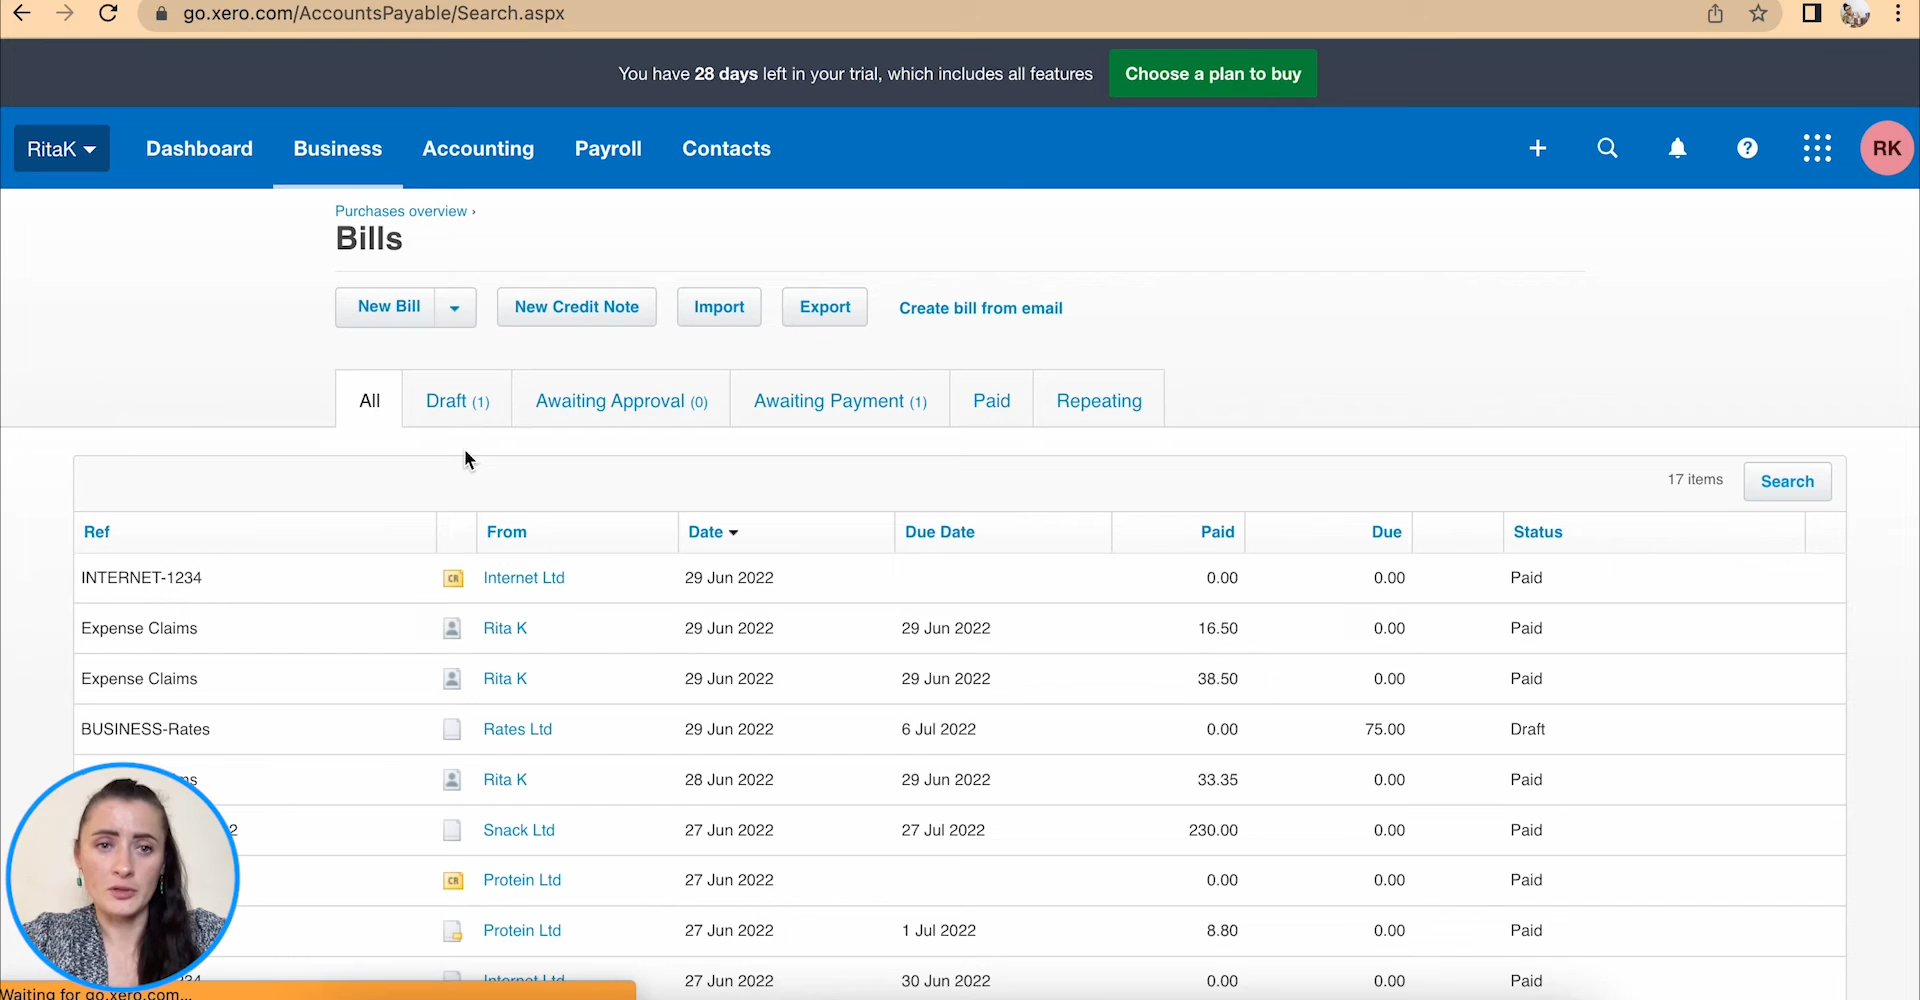 go.xero.com/AccountsPayable/Search.aspx
You have 28 days left in your trial, which includes all features
Choose a plan to buy
RitaK
Dashboard
Business
Accounting
Payroll
Contacts
RK
Purchases overview ›
Bills
New Bill
New Credit Note
Import
Export
Create bill from email
All
Draft (1)
Awaiting Approval (0)
Awaiting Payment (1)
Paid
Repeating
17 items
Search
Ref From Date Due Date Paid Due Status
INTERNET-1234 CR Internet Ltd 29 Jun 2022 0.00 0.00 Paid
Expense Claims Rita K 29 Jun 2022 29 Jun 2022 16.50 0.00 Paid
Expense Claims Rita K 29 Jun 2022 29 Jun 2022 38.50 0.00 Paid
BUSINESS-Rates Rates Ltd 29 Jun 2022 6 Jul 2022 0.00 75.00 Draft
Rita K 28 Jun 2022 29 Jun 2022 33.35 0.00 Paid
2 Snack Ltd 27 Jun 2022 27 Jul 2022 230.00 0.00 Paid
CR Protein Ltd 27 Jun 2022 0.00 0.00 Paid
Protein Ltd 27 Jun 2022 1 Jul 2022 8.80 0.00 Paid
Internet Ltd 27 Jun 2022 30 Jun 2022 0.00 0.00 Paid
Waiting for go.xero.com...